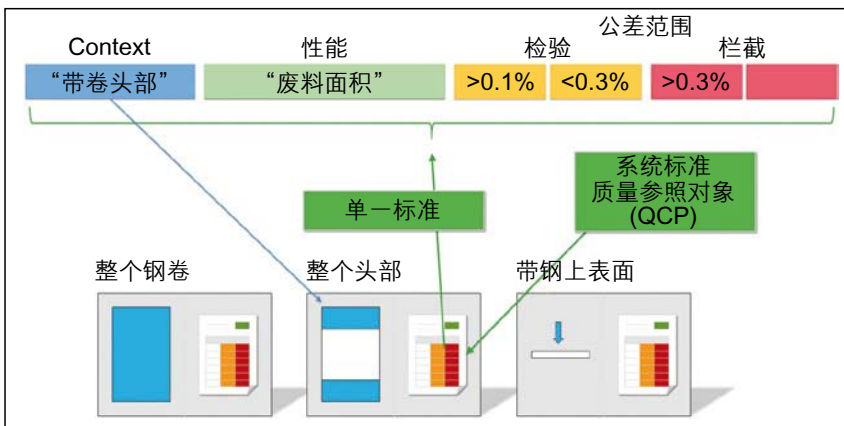 公差范围
Context
性能
检验
栏截
“带卷头部”
“废料面积”
>0.1%
<0.3%
>0.3%
单一标准
系统标准
质量参照对象
(QCP)
整个钢卷
整个头部
带钢上表面